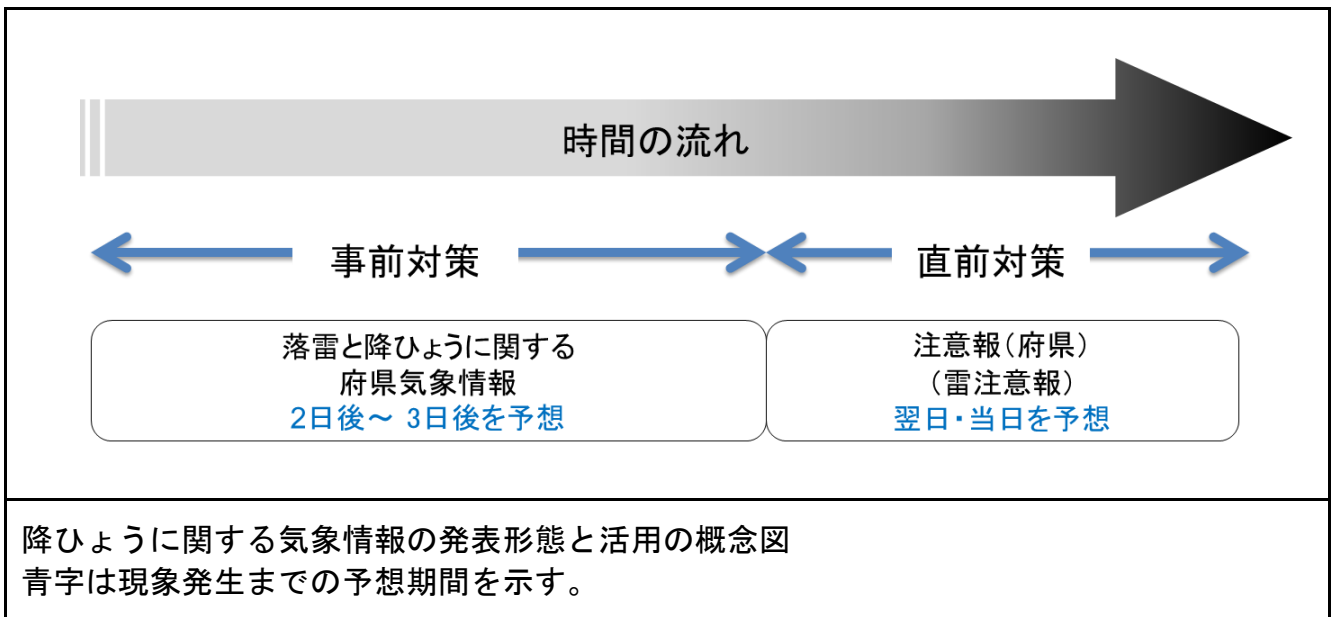 時間の流れ
事前対策
直前対策
落雷と降ひょうに関する
府県気象情報
2日後～ 3日後を予想
注意報（府県）
（雷注意報）
翌日・当日を予想
降ひょうに関する気象情報の発表形態と活用の概念図
青字は現象発生までの予想期間を示す。